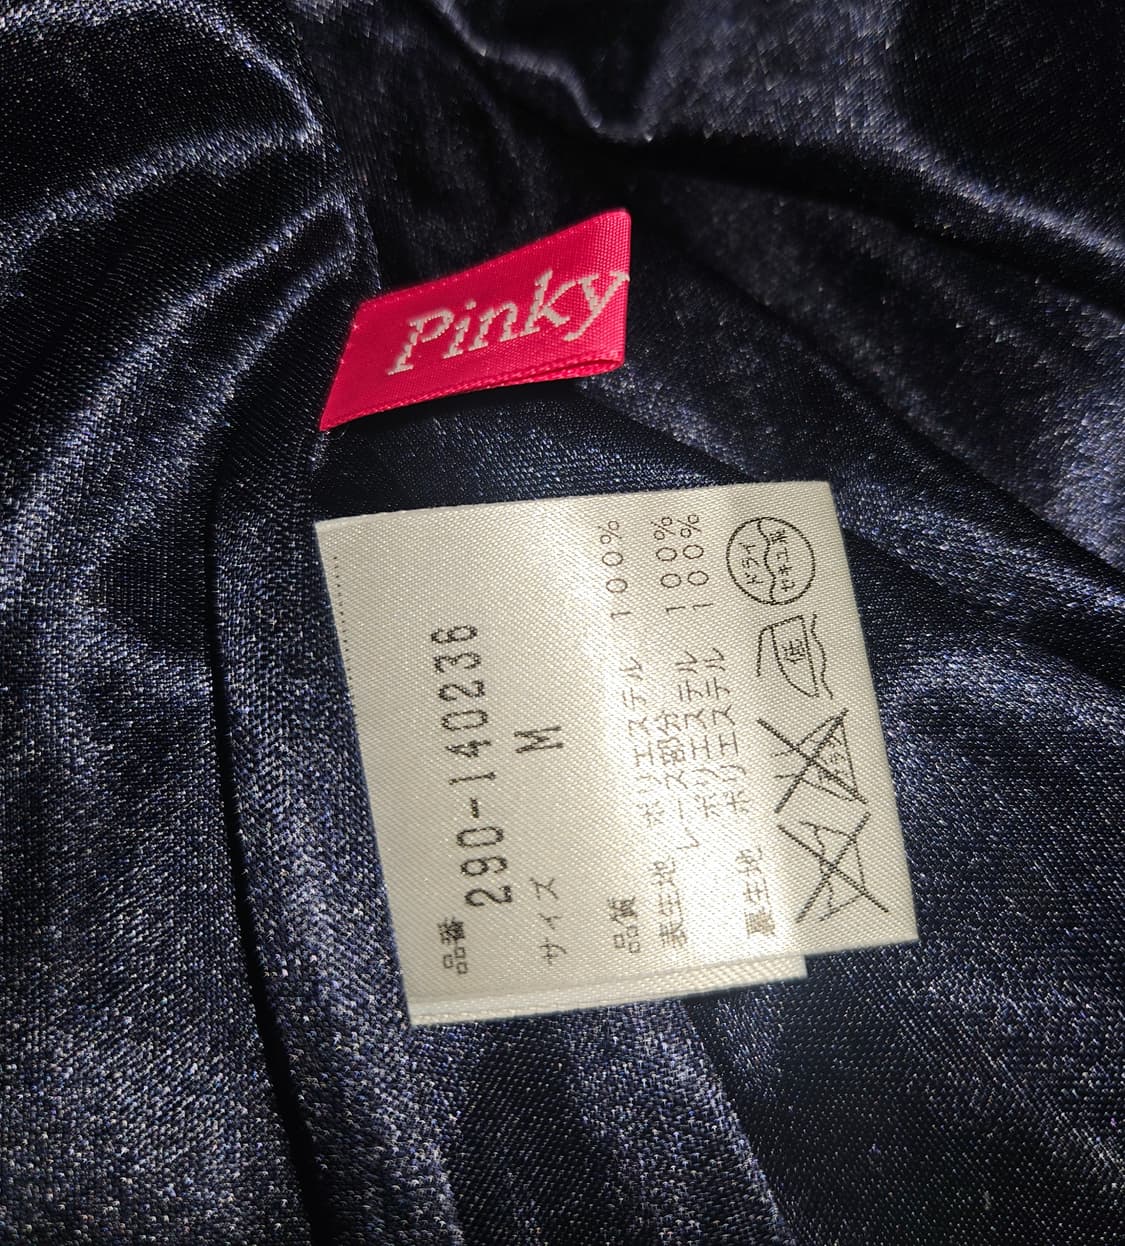 Pinky
品番
290-140236
サイズ M
品質
表生地 ポリエステル 100%
レース部分
ポリエステル 100%
裏生地 ポリエステル 100%
ドライ
セキユ系
低